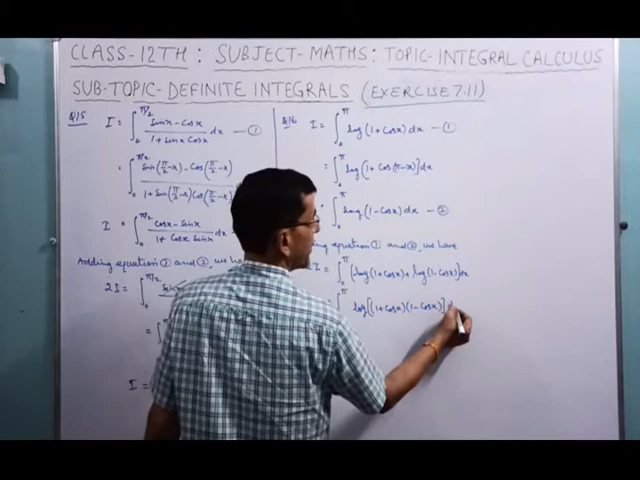 CLASS-12TH : SUBJECT-MATHS : TOPIC-INTEGRAL CALCULUS
SUB-TOPIC-DEFINITE INTEGRALS (EXERCISE 7.11)
Q15 I = ∫₀^π/2 (Sinx - Cosx)/(1 + Sinx Cosx) dx —①
= ∫₀^π/2 (Sin(π/2 - x) - Cos(π/2 - x))/(1 + Sin(π/2 - x) Cos(π/2 - x))
I = ∫₀^π/2 (Cosx - Sinx)/(1 + Cosx Sinx) dx
Adding equation ① and ②, we have
2I = ∫₀^π/2
= ∫
I =
Q16 I = ∫₀^π log(1+Cosx)dx —①
= ∫₀^π log[1+ Cos(π-x)]dx
∫₀^π log(1-Cosx)dx —②
equation ① and ②, we have
2I = ∫₀^π [log(1+Cosx) + log(1-Cosx)]dx
∫^π log[(1+Cosx)(1-Cosx)]